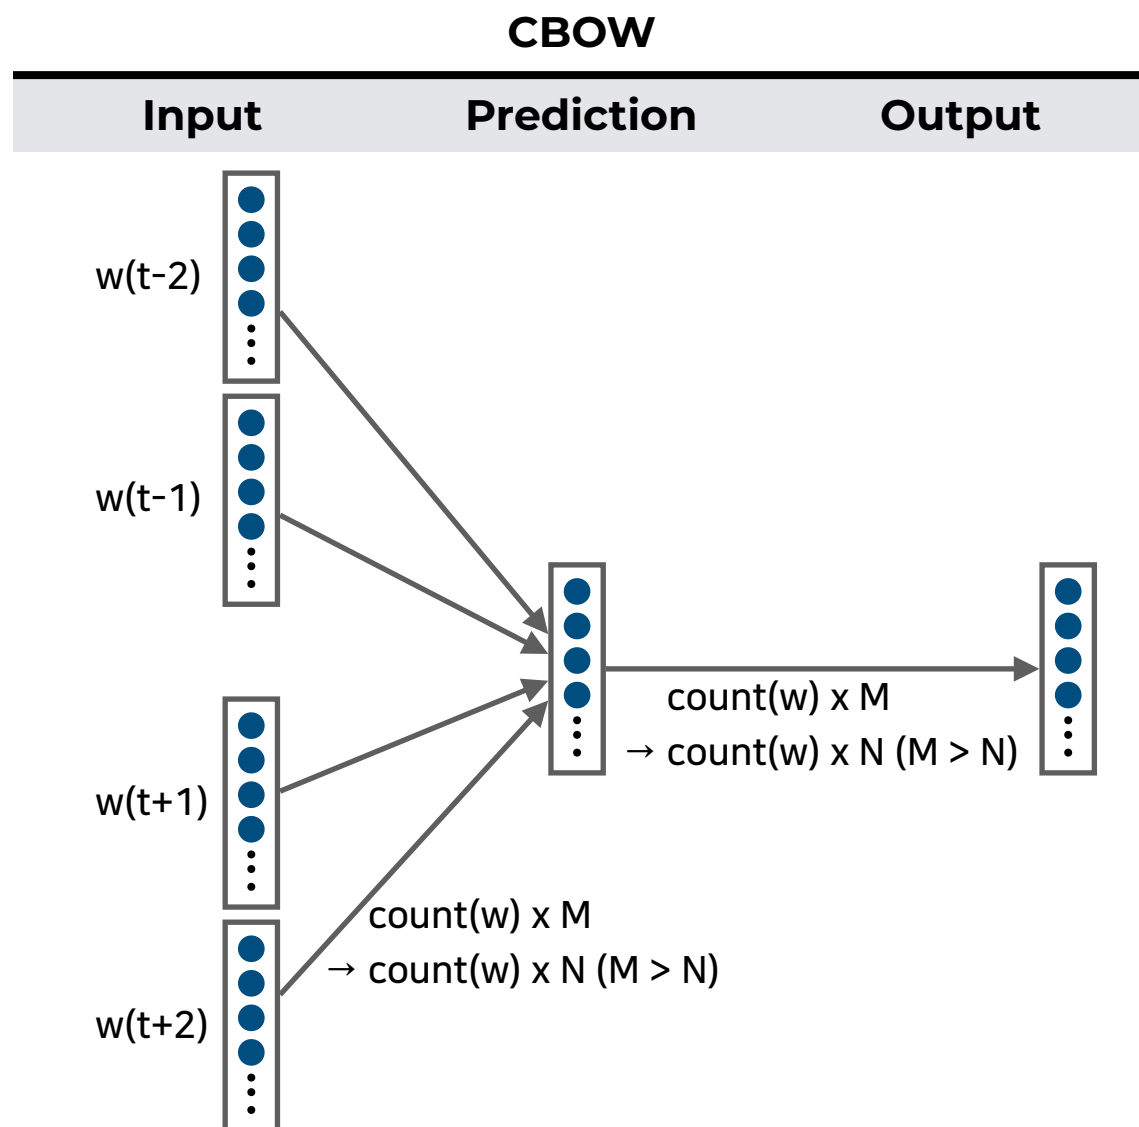 CBOW
Input Prediction Output
w(t-2)
w(t-1)
count(w) x M
→ count(w) x N (M > N)
w(t+1)
count(w) x M
→ count(w) x N (M > N)
w(t+2)